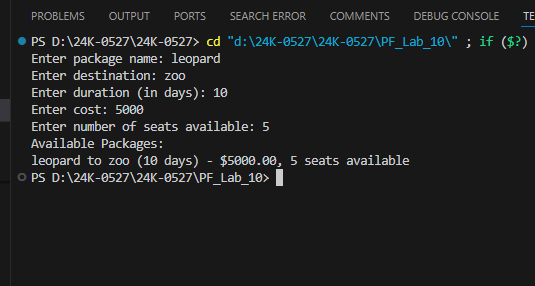 PROBLEMS OUTPUT PORTS SEARCH ERROR COMMENTS DEBUG CONSOLE
PS D:\24K-0527\24K-0527> cd "d:\24K-0527\24K-0527\PF_Lab_10\" ; if ($?)
Enter package name: leopard
Enter destination: zoo
Enter duration (in days): 10
Enter cost: 5000
Enter number of seats available: 5
Available Packages:
leopard to zoo (10 days) - $5000.00, 5 seats available
PS D:\24K-0527\24K-0527\PF_Lab_10>